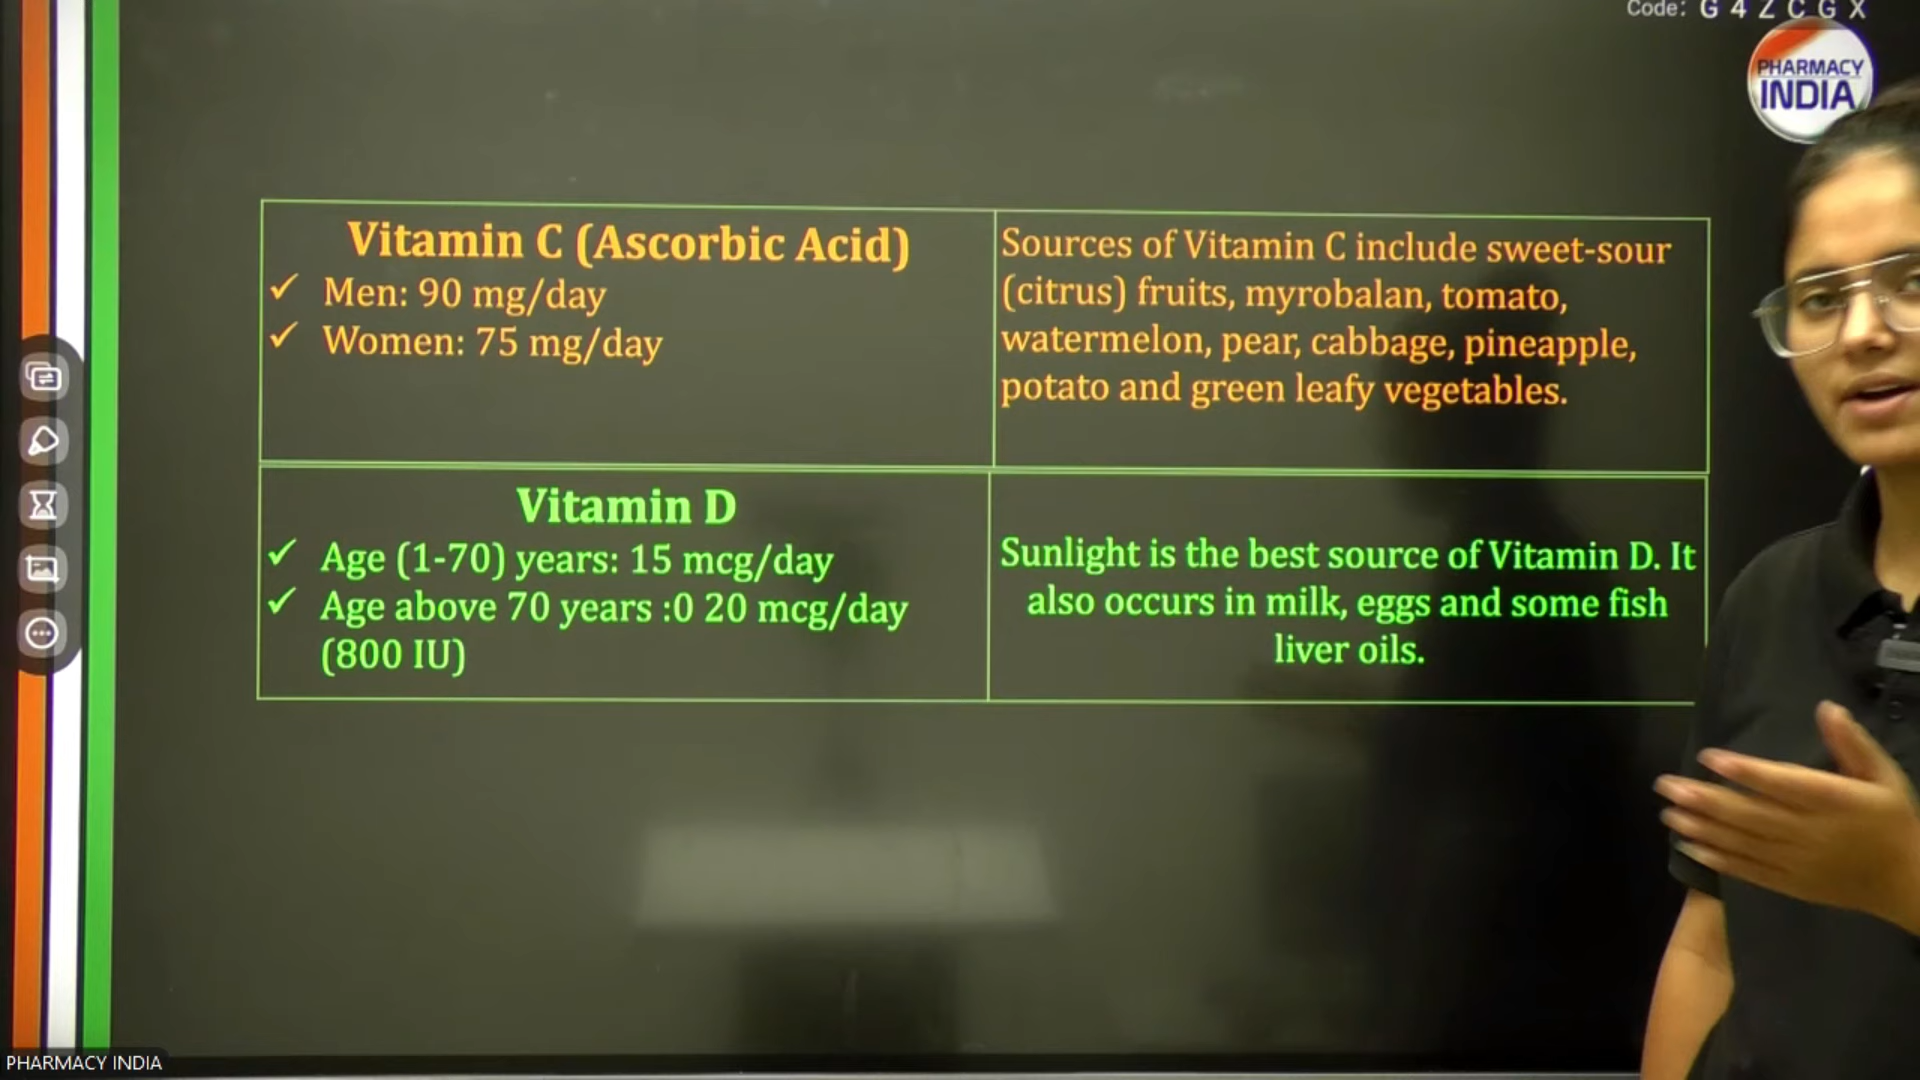 Code: G 4 Z C G X
PHARMACY
INDIA
Vitamin C (Ascorbic Acid)
✓ Men: 90 mg/day
✓ Women: 75 mg/day
Sources of Vitamin C include sweet-sour
(citrus) fruits, myrobalan, tomato,
watermelon, pear, cabbage, pineapple,
potato and green leafy vegetables.
Vitamin D
✓ Age (1-70) years: 15 mcg/day
✓ Age above 70 years :0 20 mcg/day
(800 IU)
Sunlight is the best source of Vitamin D. It
also occurs in milk, eggs and some fish
liver oils.
PHARMACY INDIA